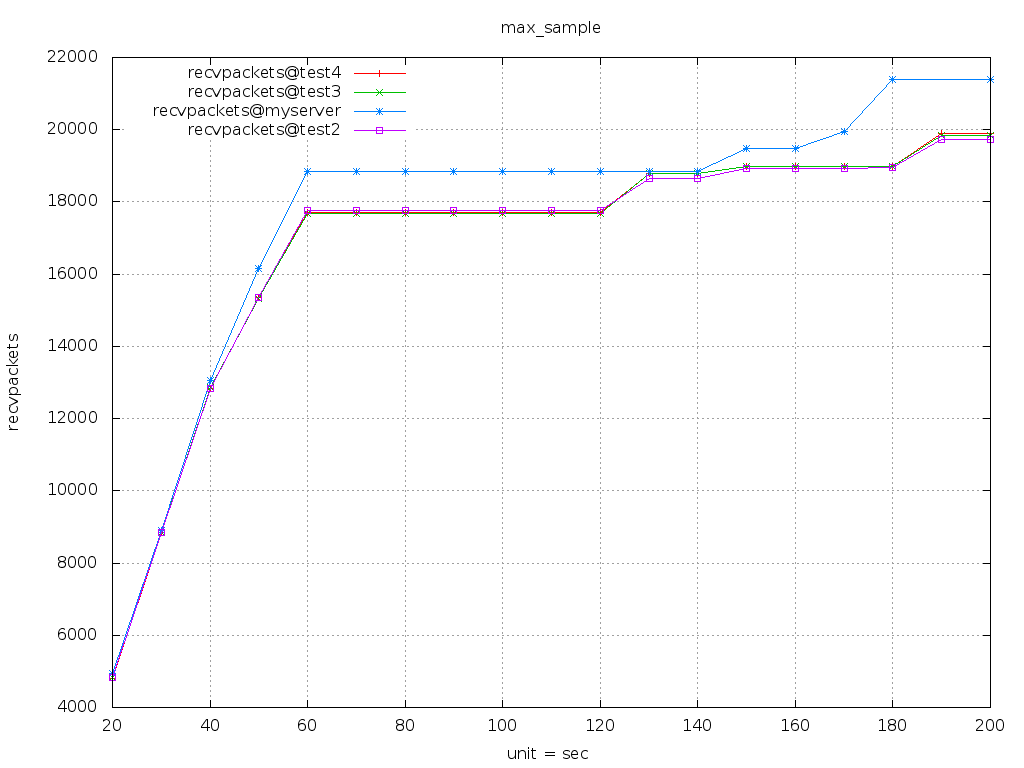 max_sample
22000
20000
18000
16000
14000
12000
10000
8000
6000
4000
recvpackets
recvpackets@test4
recvpackets@test3
recvpackets@myserver
recvpackets@test2
20 40 60 80 100 120 140 160 180 200
unit = sec